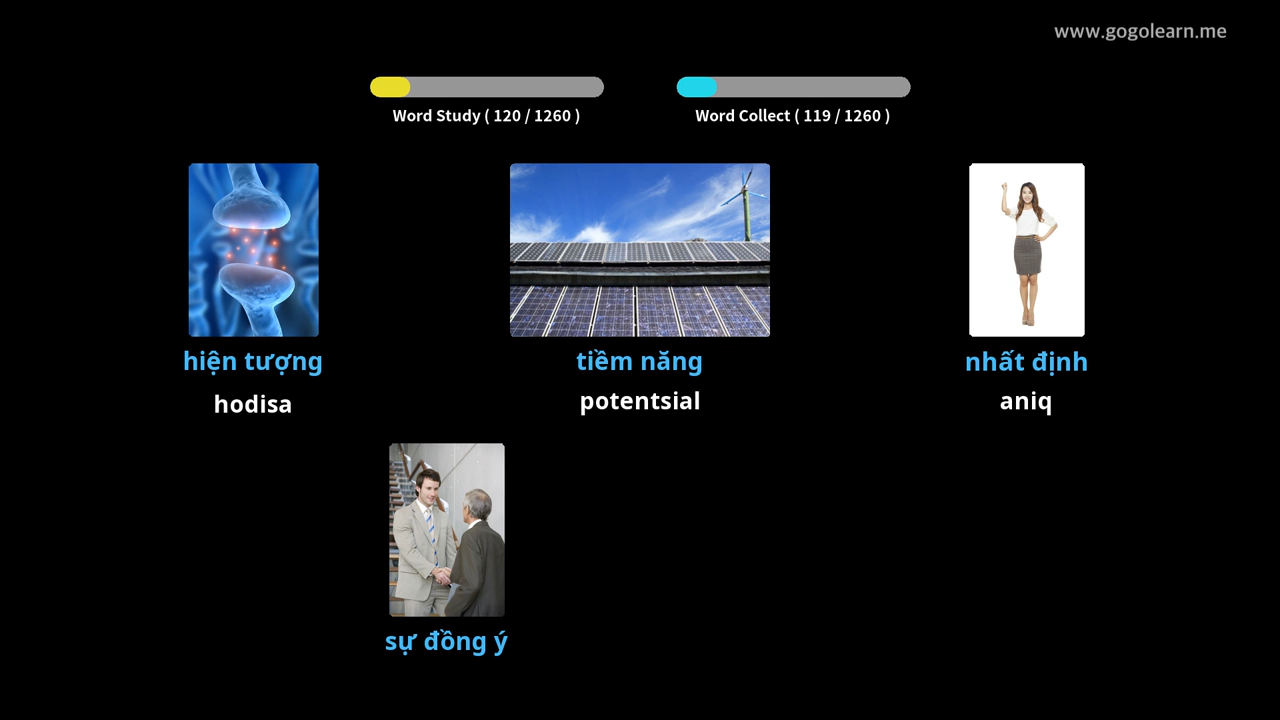 www.gogolearn.me
Word Study ( 120 / 1260 )
Word Collect ( 119 / 1260 )
hiện tượng
tiềm năng
nhất định
hodisa
potentsial
aniq
sự đồng ý